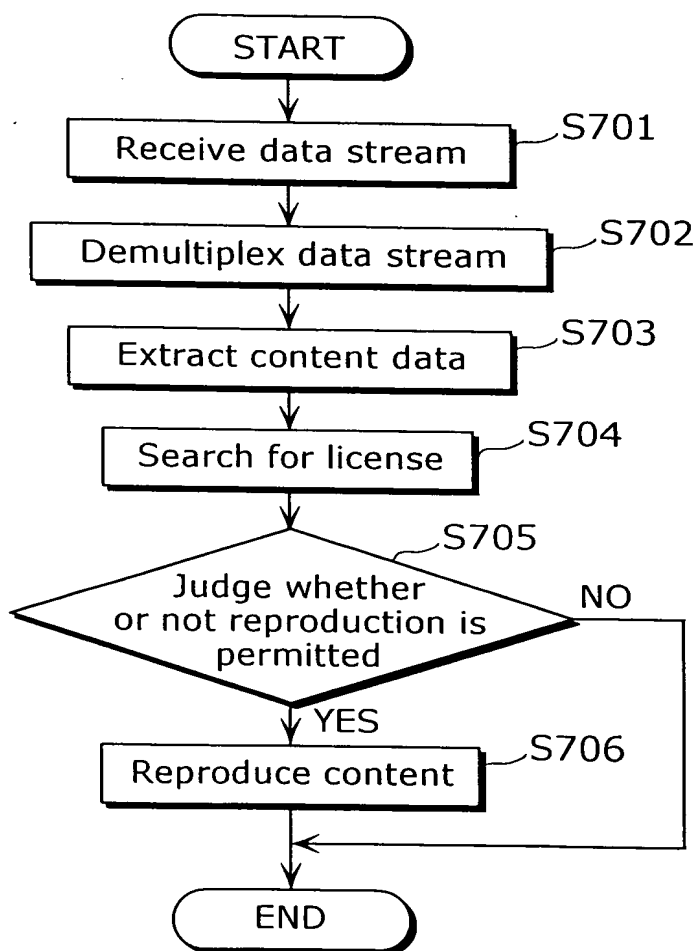 START
S701
Receive data stream
S702
Demultiplex data stream
S703
Extract content data
S704
Search for license
S705
Judge whether
or not reproduction is
permitted
NO
YES
S706
Reproduce content
END